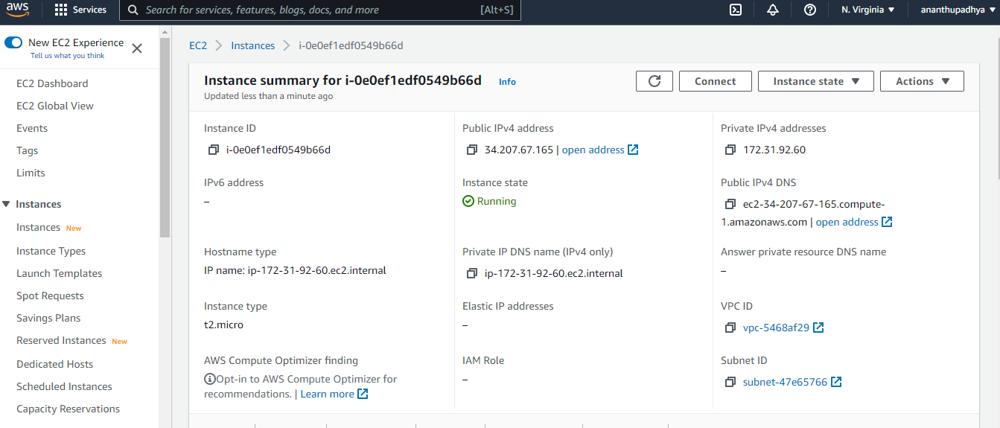 aws
Services
Search for services, features, blogs, docs, and more
[Alt+S]
N. Virginia
ananthupadhya
New EC2 Experience
Tell us what you think
EC2 Dashboard
EC2 Global View
Events
Tags
Limits
Instances
Instances New
Instance Types
Launch Templates
Spot Requests
Savings Plans
Reserved Instances New
Dedicated Hosts
Scheduled Instances
Capacity Reservations
EC2
Instances
i-0e0ef1edf0549b66d
Instance summary for i-0e0ef1edf0549b66d Info
Updated less than a minute ago
Connect
Instance state
Actions
Instance ID
i-0e0ef1edf0549b66d
Public IPv4 address
34.207.67.165 | open address
Private IPv4 addresses
172.31.92.60
IPv6 address
–
Instance state
Running
Public IPv4 DNS
ec2-34-207-67-165.compute-
1.amazonaws.com | open address
Hostname type
IP name: ip-172-31-92-60.ec2.internal
Private IP DNS name (IPv4 only)
ip-172-31-92-60.ec2.internal
Answer private resource DNS name
–
Instance type
t2.micro
Elastic IP addresses
–
VPC ID
vpc-5468af29
AWS Compute Optimizer finding
Opt-in to AWS Compute Optimizer for
recommendations. | Learn more
IAM Role
–
Subnet ID
subnet-47e65766